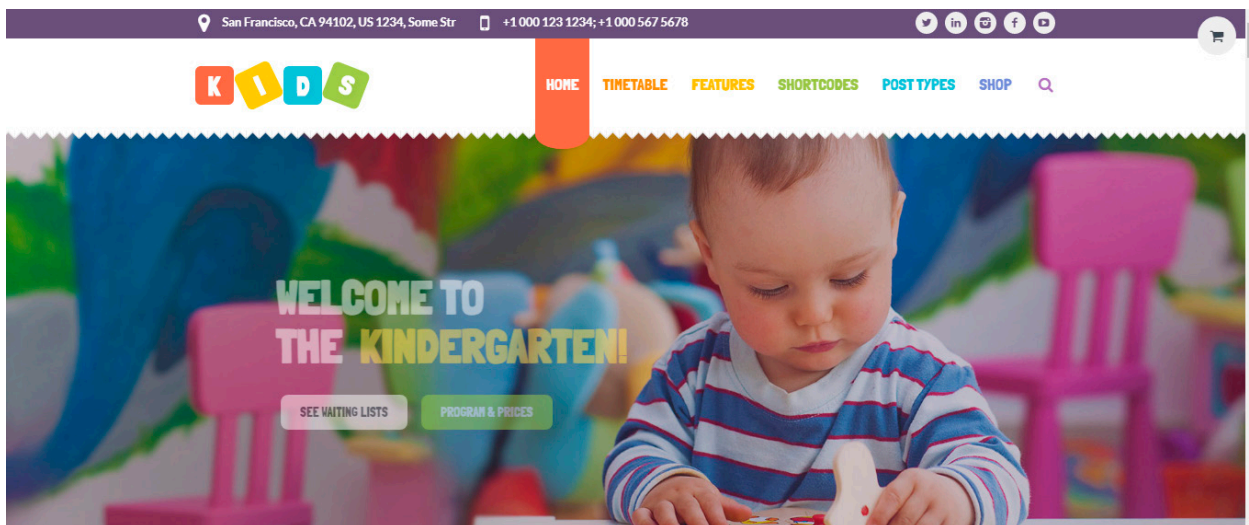 San Francisco, CA 94102, US 1234, Some Str
+1 000 123 1234; +1 000 567 5678
KIDS
HOME
TIMETABLE
FEATURES
SHORTCODES
POST TYPES
SHOP
WELCOME TO
THE KINDERGARTEN!
SEE WAITING LISTS
PROGRAM & PRICES